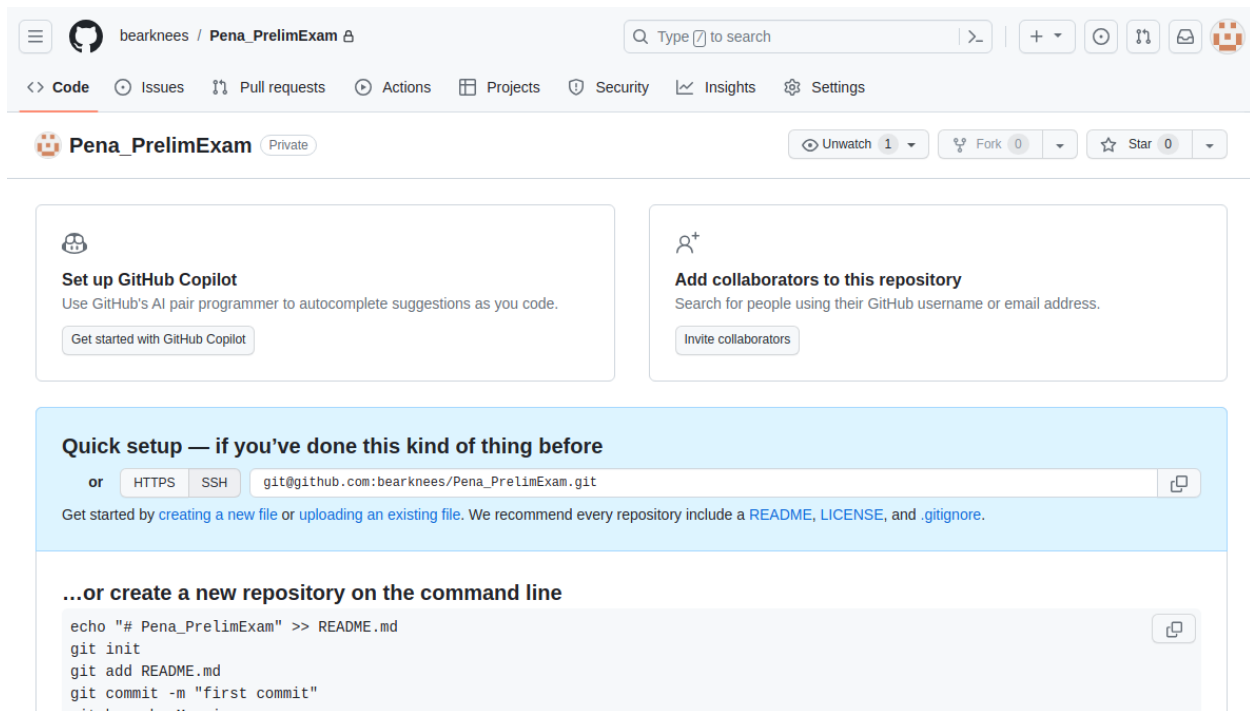 bearknees / Pena_PrelimExam
Type / to search
Code Issues Pull requests Actions Projects Security Insights Settings
Pena_PrelimExam Private
Unwatch 1 Fork 0 Star 0
Set up GitHub Copilot
Use GitHub's AI pair programmer to autocomplete suggestions as you code.
Get started with GitHub Copilot
Add collaborators to this repository
Search for people using their GitHub username or email address.
Invite collaborators
Quick setup — if you’ve done this kind of thing before
or HTTPS SSH git@github.com:bearknees/Pena_PrelimExam.git
Get started by creating a new file or uploading an existing file. We recommend every repository include a README, LICENSE, and .gitignore.
…or create a new repository on the command line
echo "# Pena_PrelimExam" >> README.md
git init
git add README.md
git commit -m "first commit"